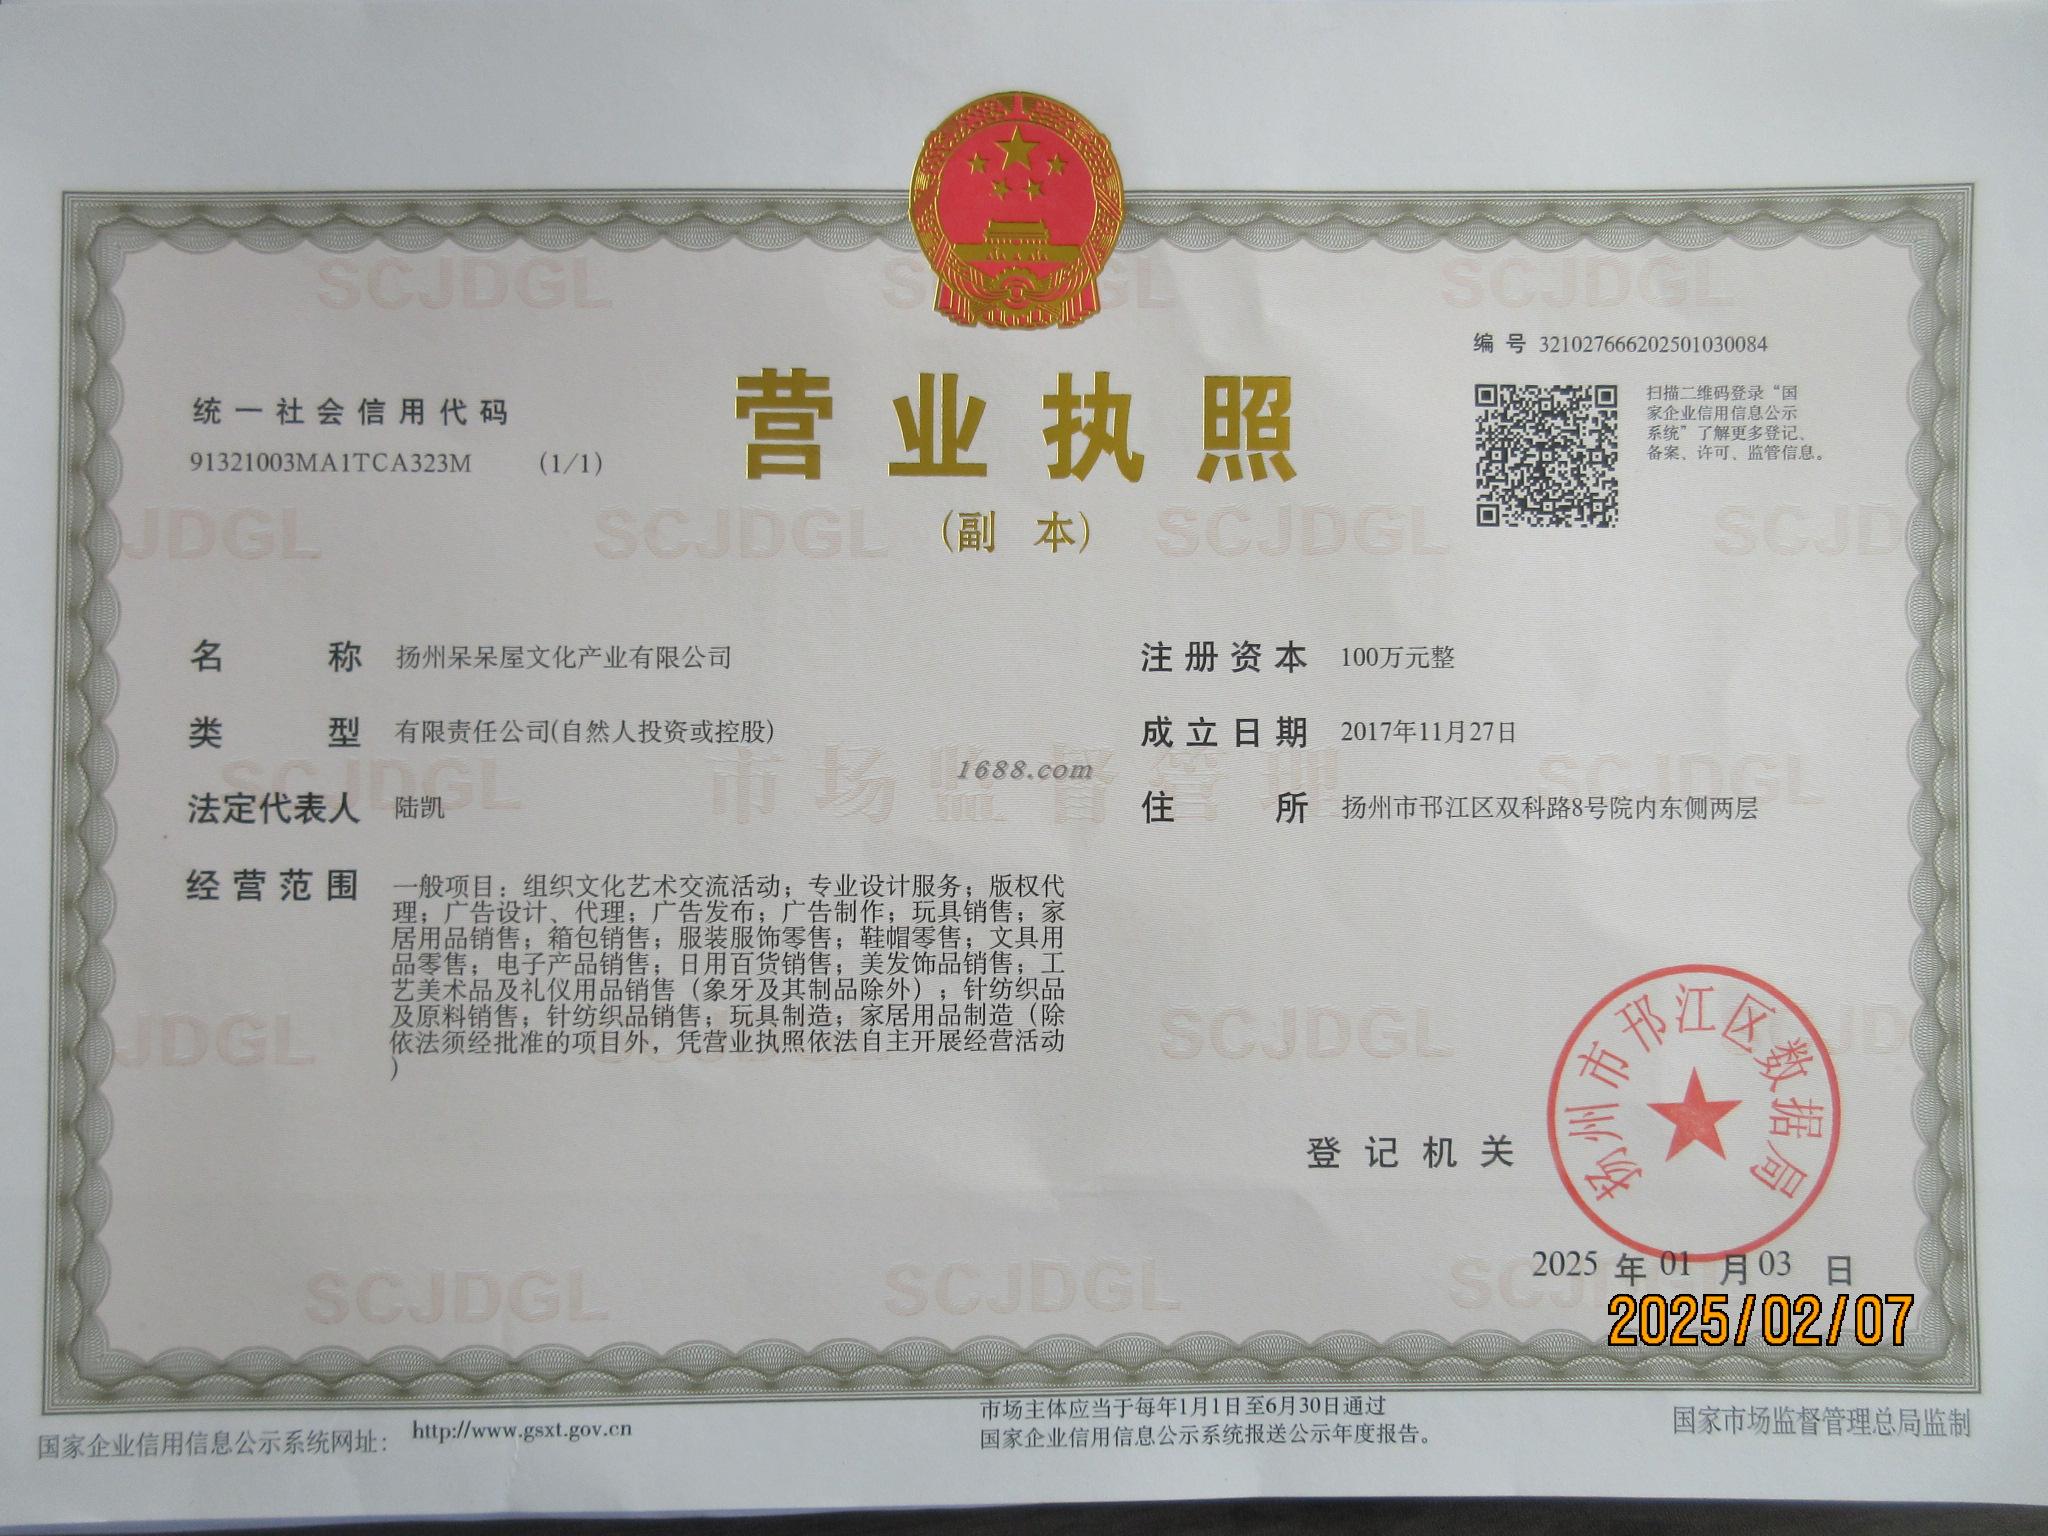 编号 321027666202501030084
扫描二维码登录“国
家企业信用信息公示
系统”了解更多登记、
备案、许可、监管信息。
统一社会信用代码
91321003MA1TCA323M (1/1)
营业执照
(副 本)
名称 扬州呆呆屋文化产业有限公司
类型 有限责任公司(自然人投资或控股)
法定代表人 陆凯
经营范围 一般项目：组织文化艺术交流活动；专业设计服务；版权代
理；广告设计、代理；广告发布；广告制作；玩具销售；家
居用品销售；箱包销售；服装服饰零售；鞋帽零售；文具用
品零售；电子产品销售；日用百货销售；美发饰品销售；工
艺美术品及礼仪用品销售（象牙及其制品除外）；针纺织品
及原料销售；针纺织品销售；玩具制造；家居用品制造（除
依法须经批准的项目外，凭营业执照依法自主开展经营活动
）
注册资本 100万元整
成立日期 2017年11月27日
住所 扬州市邗江区双科路8号院内东侧两层
1688.com
市场监督管理
SCJDGL
登记机关
扬州市邗江区数据局
2025 年 01 月 03 日
2025/02/07
国家企业信用信息公示系统网址： http://www.gsxt.gov.cn
市场主体应当于每年1月1日至6月30日通过
国家企业信用信息公示系统报送公示年度报告。
国家市场监督管理总局监制